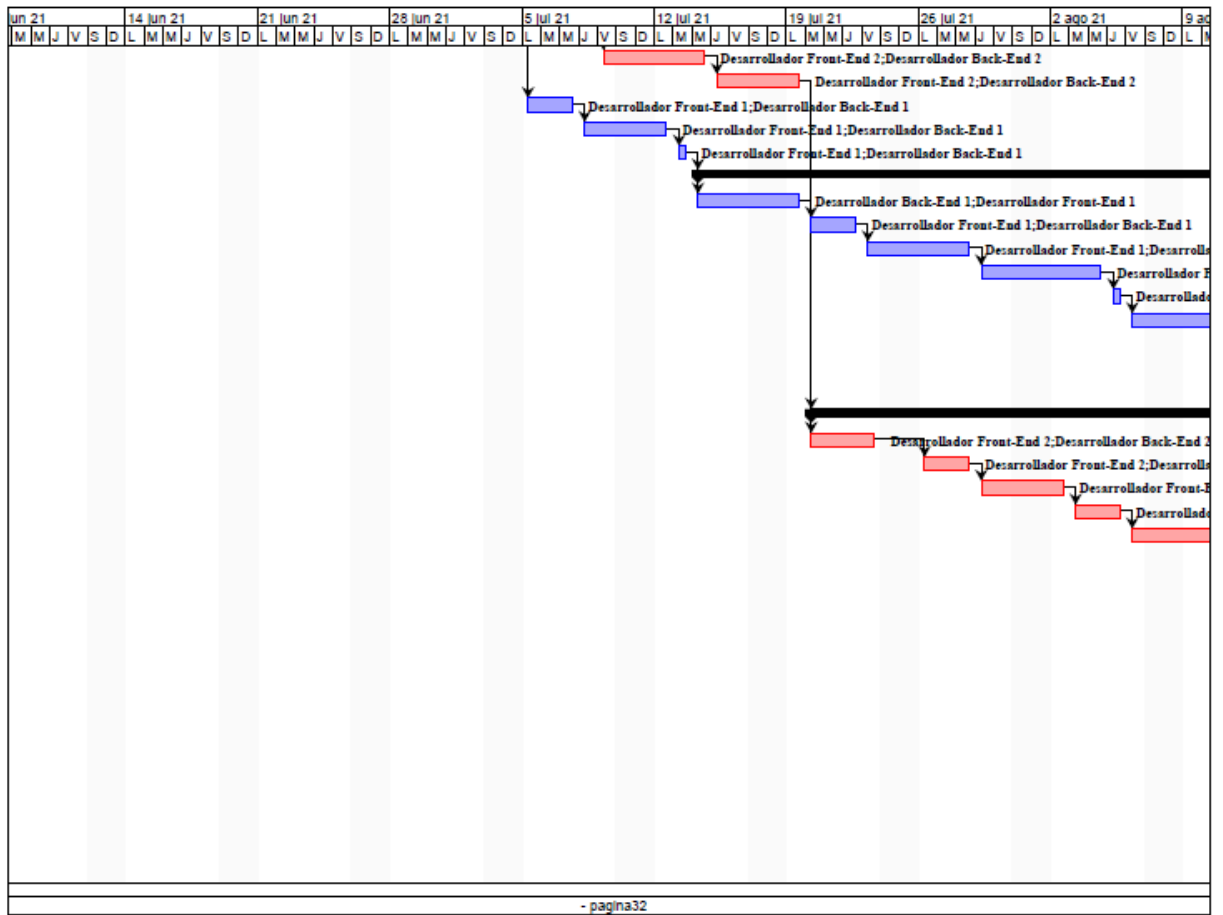 un 21 14 jun 21 21 jun 21 28 jun 21 5 jul 21 12 jul 21 19 jul 21 26 jul 21 2 ago 21 9 ag
M M J V S D L M M J V S D L M M J V S D L M M J V S D L M M J V S D L M M J V S D L M M J V S D L M M J V S D L M M J V S D L M
Desarrollador Front-End 2;Desarrollador Back-End 2
Desarrollador Front-End 2;Desarrollador Back-End 2
Desarrollador Front-End 1;Desarrollador Back-End 1
Desarrollador Front-End 1;Desarrollador Back-End 1
Desarrollador Front-End 1;Desarrollador Back-End 1
Desarrollador Back-End 1;Desarrollador Front-End 1
Desarrollador Front-End 1;Desarrollador Back-End 1
Desarrollador Front-End 1;Desarrolla
Desarrollador F
Desarrollado
Desarrollador Front-End 2;Desarrollador Back-End 2
Desarrollador Front-End 2;Desarrolla
Desarrollador Front-E
Desarrollado
- pagina32